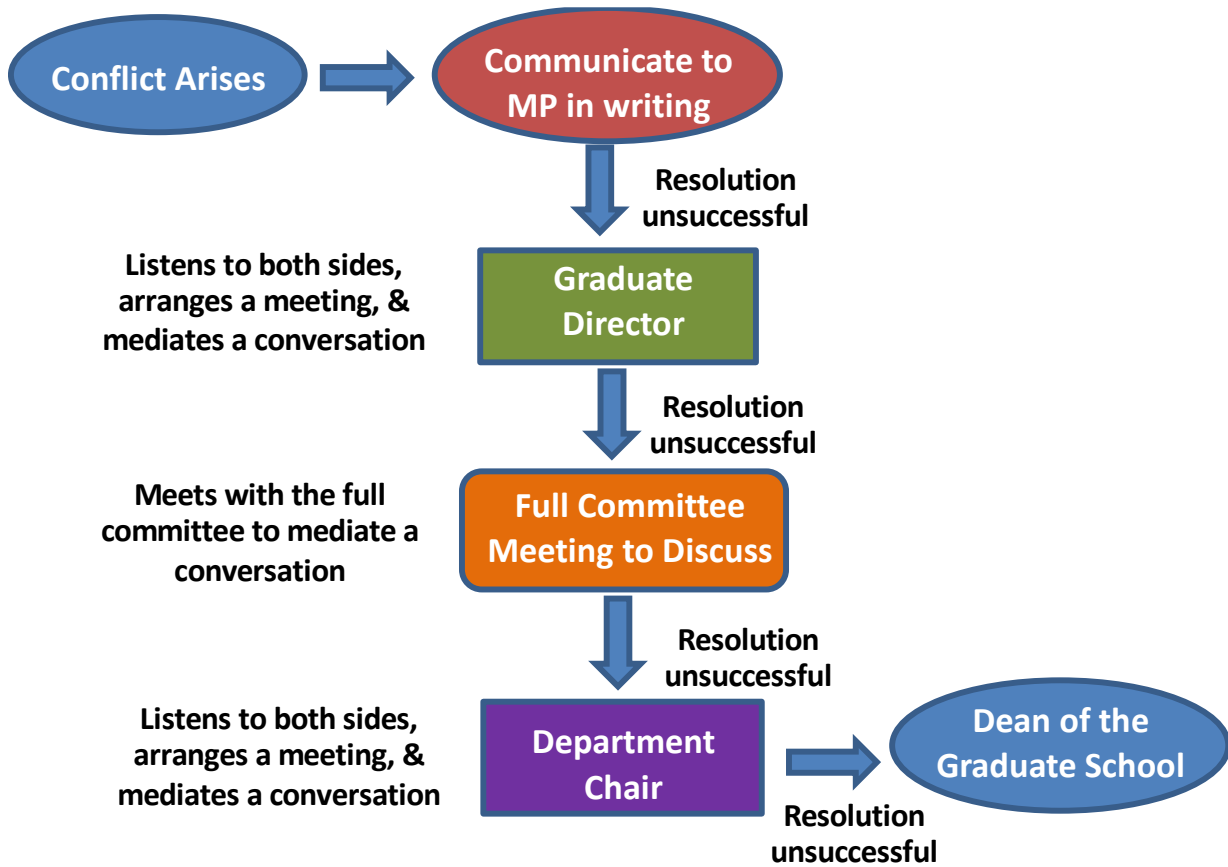 Conflict Arises
Communicate to
MP in writing
Resolution
unsuccessful
Listens to both sides,
arranges a meeting, &
mediates a conversation
Graduate
Director
Resolution
unsuccessful
Meets with the full
committee to mediate a
conversation
Full Committee
Meeting to Discuss
Resolution
unsuccessful
Listens to both sides,
arranges a meeting, &
mediates a conversation
Department
Chair
Dean of the
Graduate School
Resolution
unsuccessful